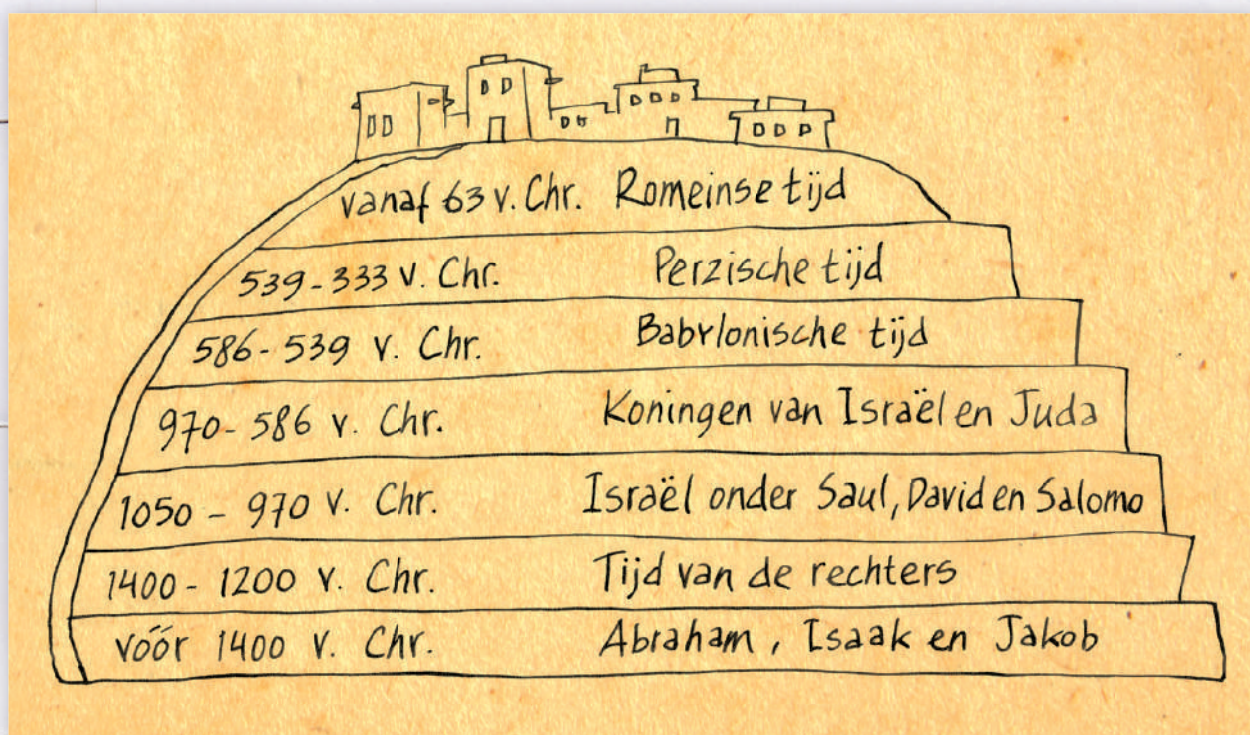 vanaf 63 v. Chr. Romeinse tijd
539-333 v. Chr. Perzische tijd
586-539 v. Chr. Babylonische tijd
970-586 v. Chr. Koningen van Israël en Juda
1050-970 v. Chr. Israël onder Saul, David en Salomo
1400-1200 v. Chr. Tijd van de rechters
vóór 1400 v. Chr. Abraham, Isaak en Jakob